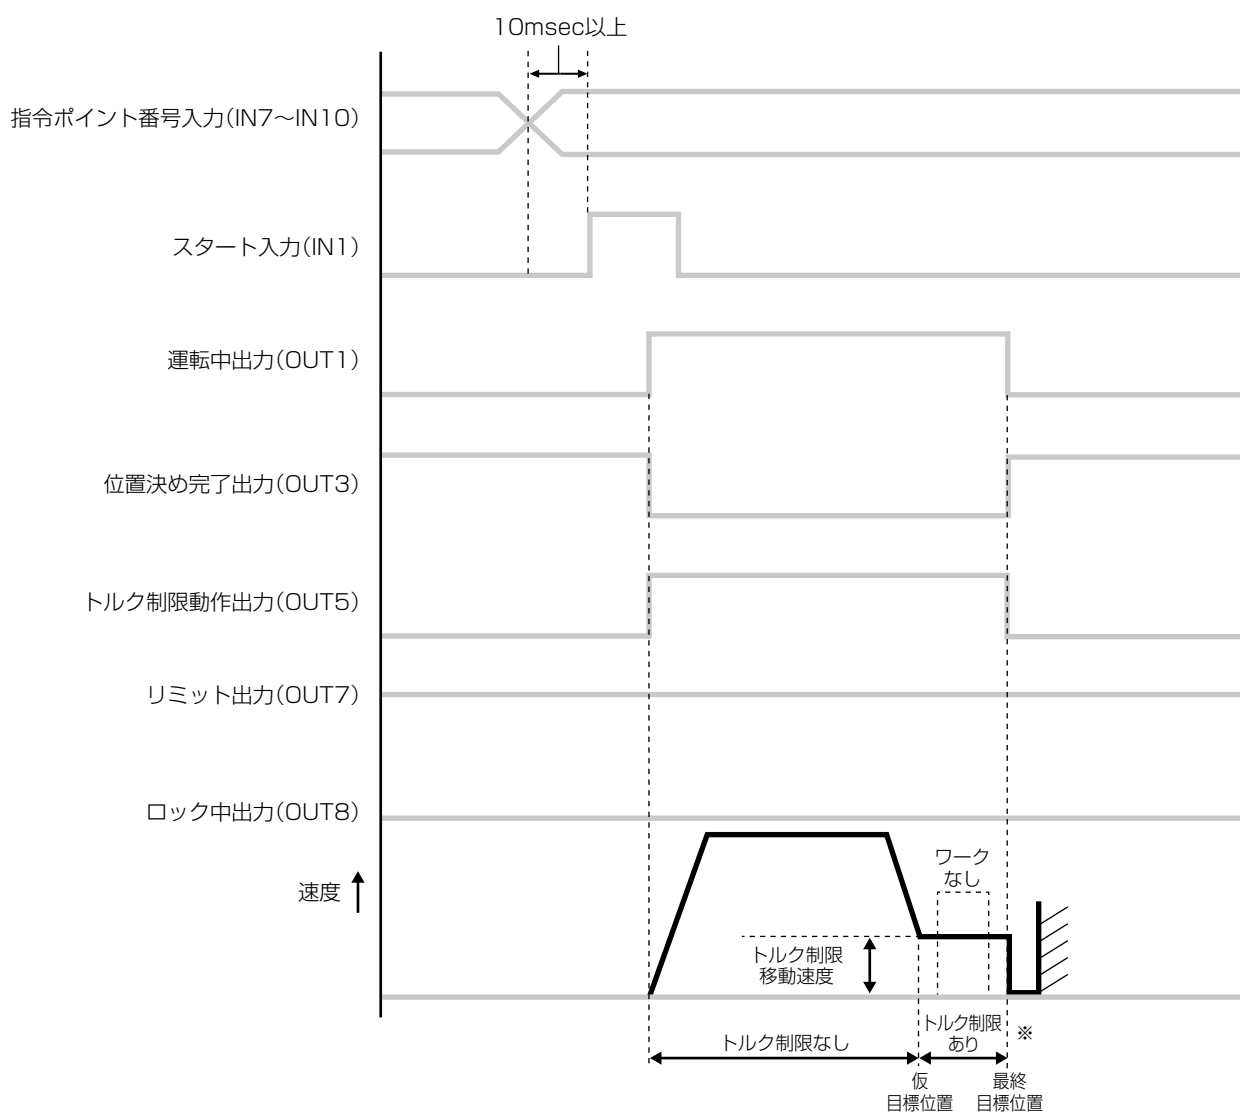 10msec以上
指令ポイント番号入力(IN7～IN10)
スタート入力(IN1)
運転中出力(OUT1)
位置決め完了出力(OUT3)
トルク制限動作出力(OUT5)
リミット出力(OUT7)
ロック中出力(OUT8)
速度
ワーク
なし
トルク制限
移動速度
トルク制限なし
トルク制限
あり
※
仮
目標位置
最終
目標位置